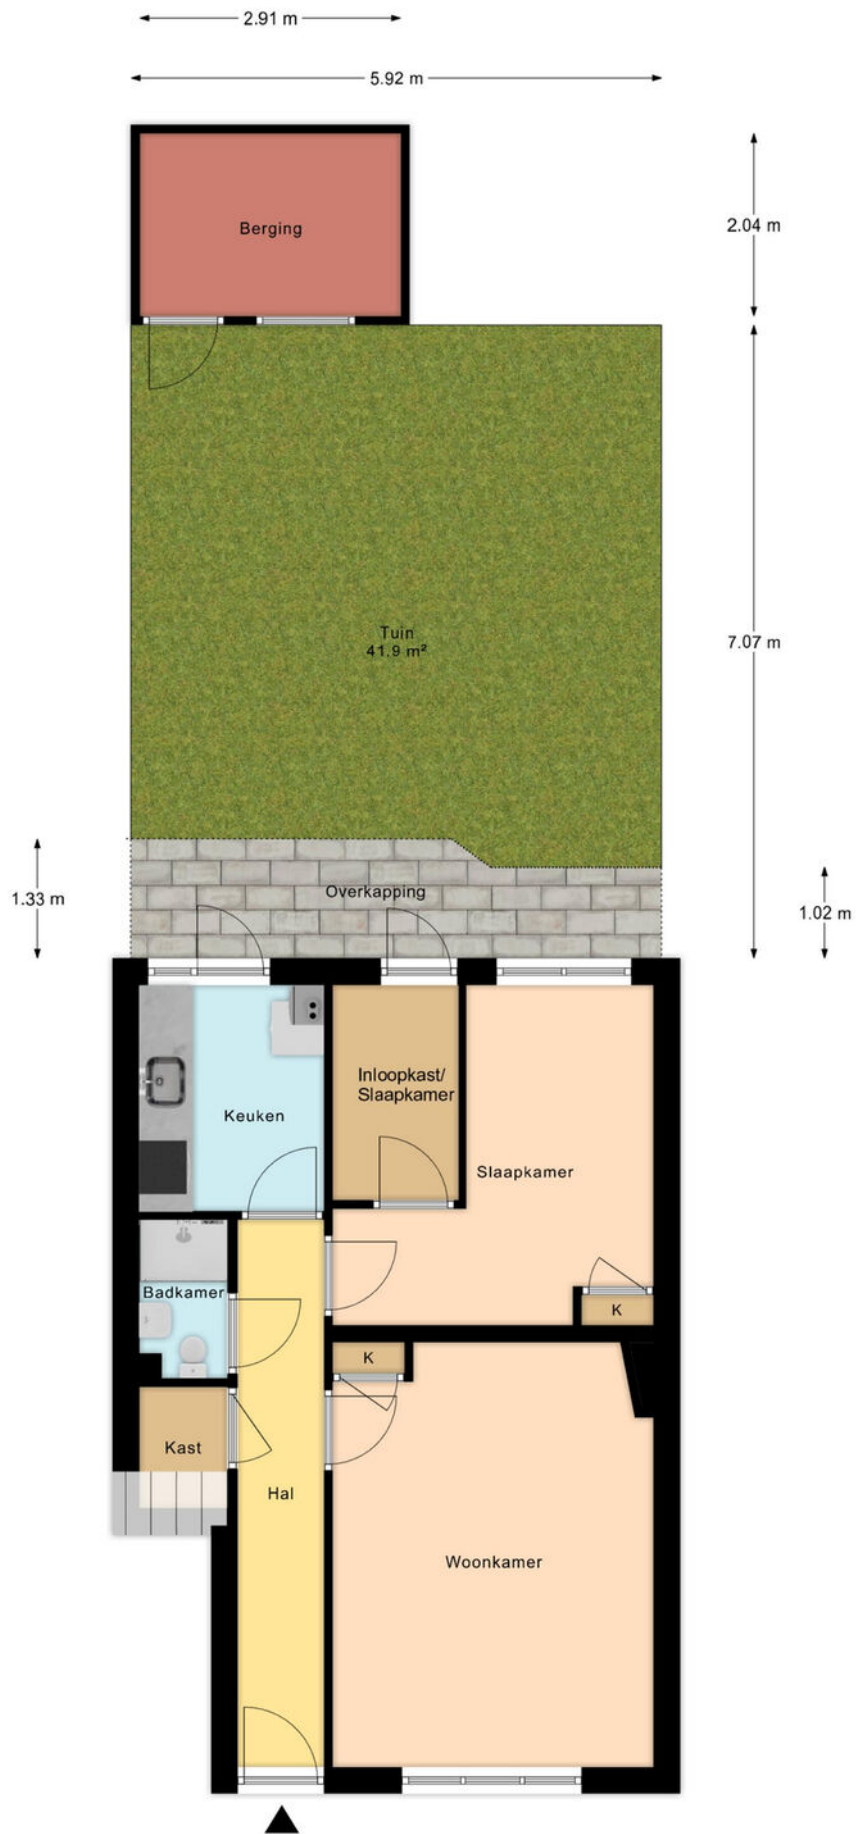 2.91 m
5.92 m
2.04 m
Berging
Tuin
41.9 m²
7.07 m
1.33 m
Overkapping
1.02 m
Inloopkast/
Slaapkamer
Keuken
Slaapkamer
Badkamer
K
K
Kast
Hal
Woonkamer